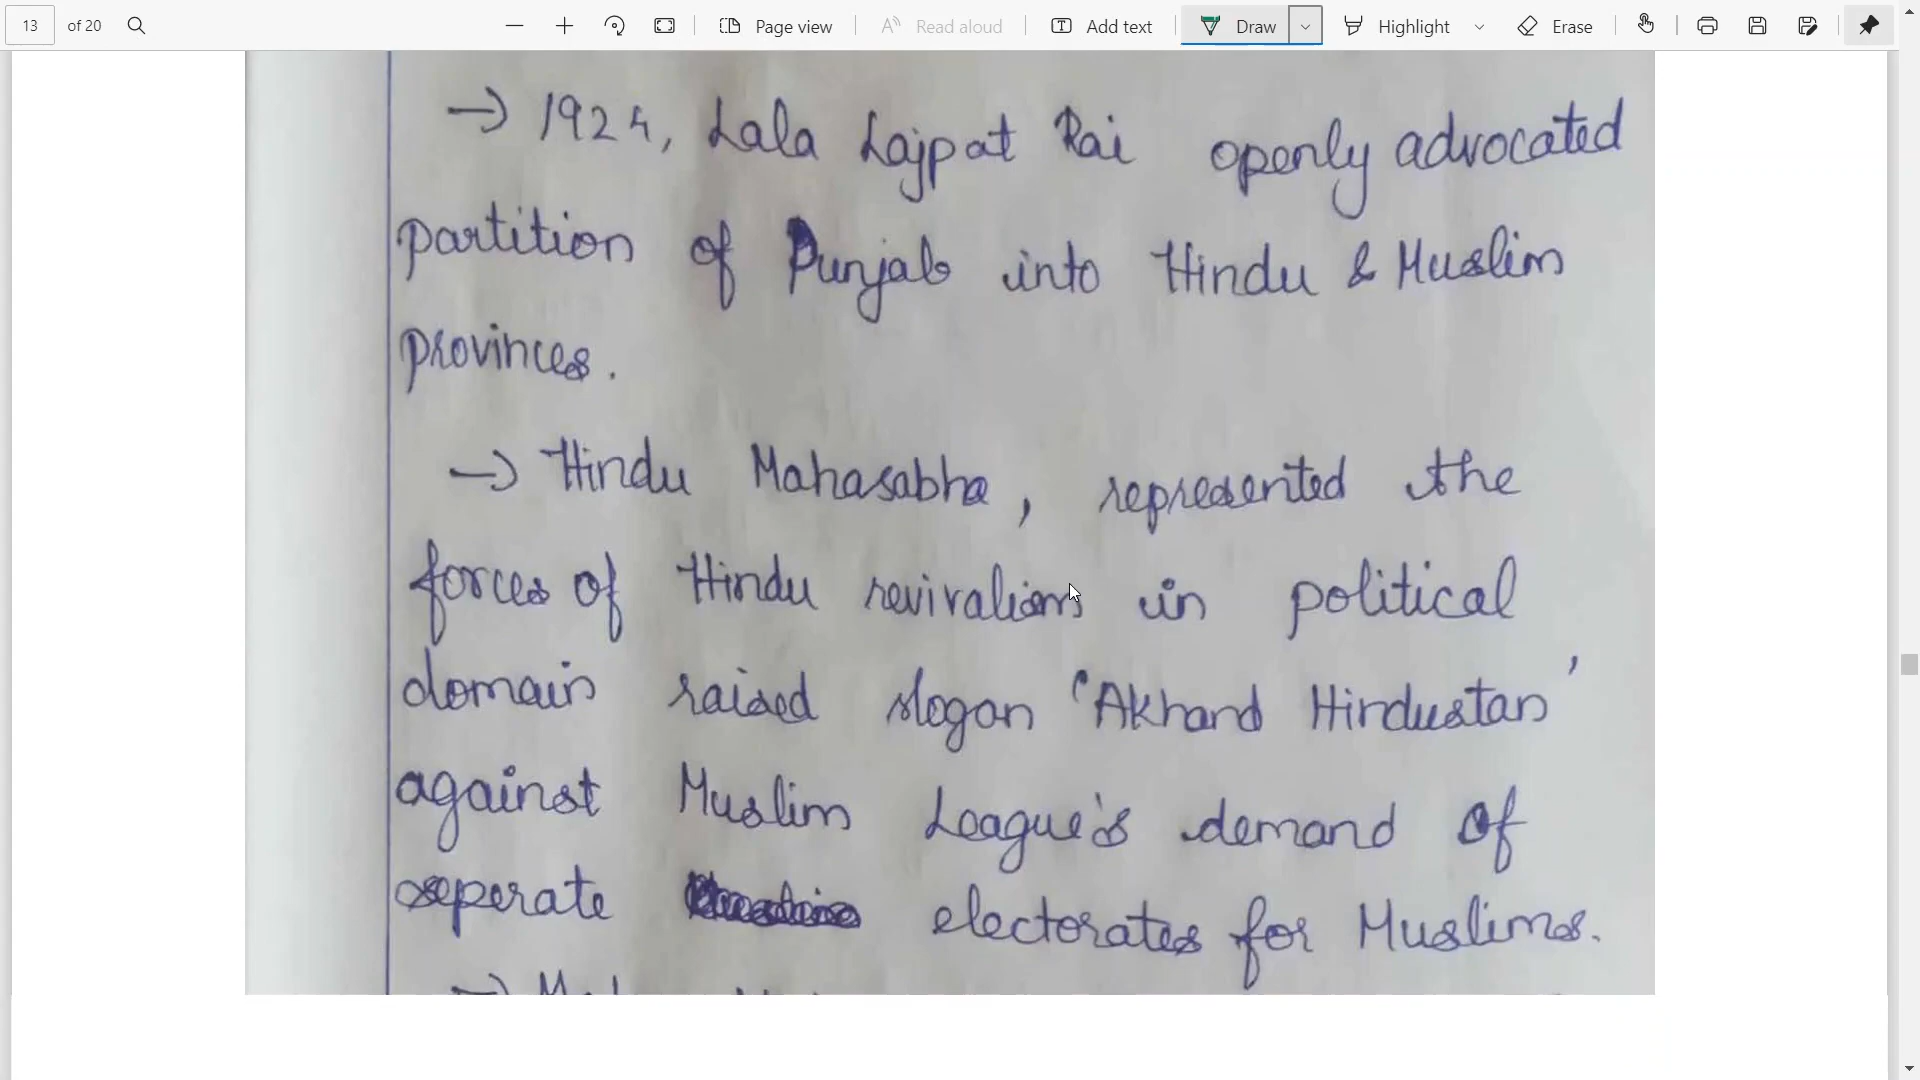 13 of 20 Page view Read aloud Add text Draw Highlight Erase
→ 1924, Lala Lajpat Rai openly advocated
partition of Punjab into Hindu & Muslim
provinces.
→ Hindu Mahasabha, represented the
forces of Hindu revivalism in political
domain raised slogan 'Akhand Hindustan'
against Muslim League's demand of
seperate electorates for Muslims.